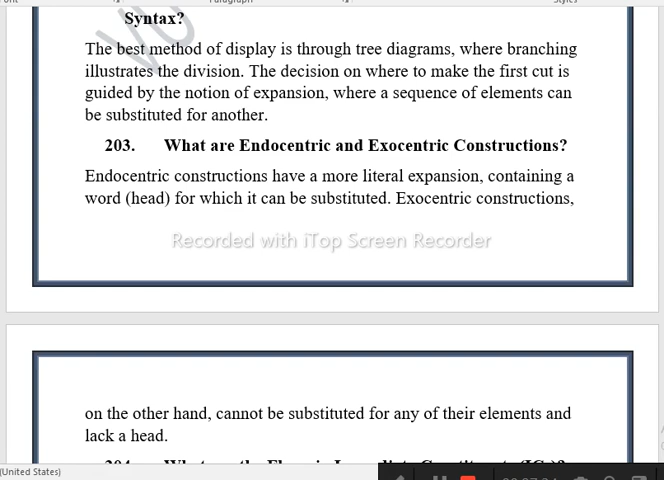 Paragraph
Styles
Syntax?
The best method of display is through tree diagrams, where branching
illustrates the division. The decision on where to make the first cut is
guided by the notion of expansion, where a sequence of elements can
be substituted for another.
203. What are Endocentric and Exocentric Constructions?
Endocentric constructions have a more literal expansion, containing a
word (head) for which it can be substituted. Exocentric constructions,
Recorded with iTop Screen Recorder
on the other hand, cannot be substituted for any of their elements and
lack a head.
(United States)